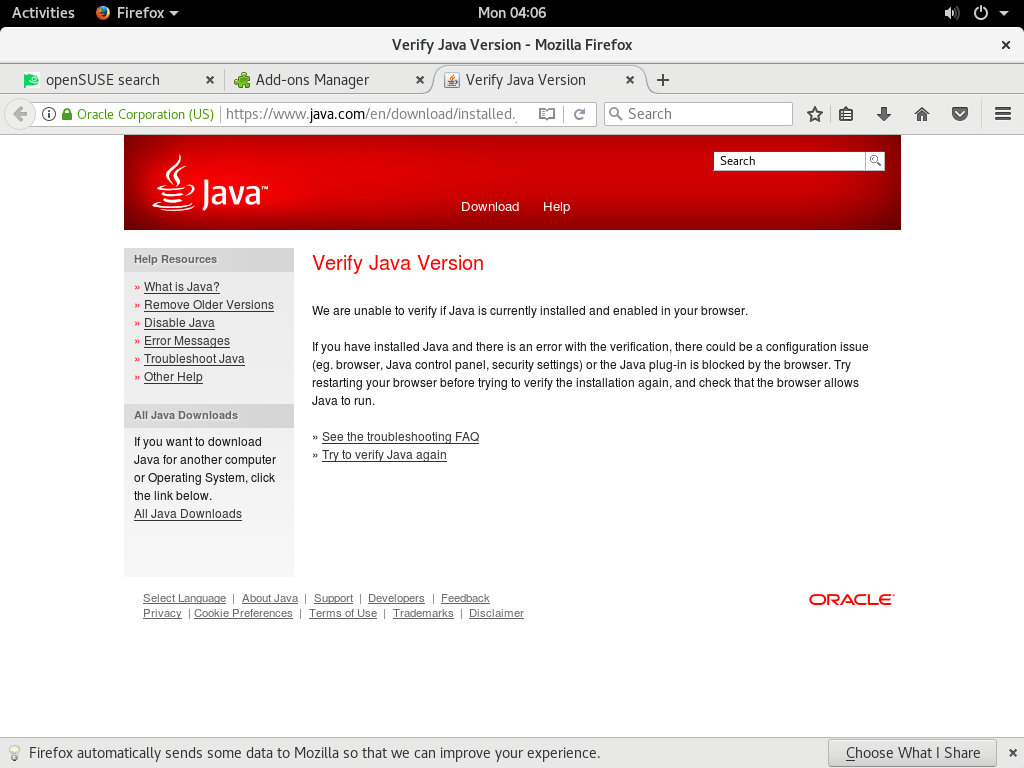 Activities Firefox Mon 04:06
Verify Java Version - Mozilla Firefox
openSUSE search Add-ons Manager Verify Java Version
Oracle Corporation (US) https://www.java.com/en/download/installed. Search
Java™
Search
Download Help
Help Resources
» What is Java?
» Remove Older Versions
» Disable Java
» Error Messages
» Troubleshoot Java
» Other Help
All Java Downloads
If you want to download
Java for another computer
or Operating System, click
the link below.
All Java Downloads
Verify Java Version
We are unable to verify if Java is currently installed and enabled in your browser.
If you have installed Java and there is an error with the verification, there could be a configuration issue
(eg. browser, Java control panel, security settings) or the Java plug-in is blocked by the browser. Try
restarting your browser before trying to verify the installation again, and check that the browser allows
Java to run.
» See the troubleshooting FAQ
» Try to verify Java again
Select Language | About Java | Support | Developers | Feedback
Privacy | Cookie Preferences | Terms of Use | Trademarks | Disclaimer
ORACLE
Firefox automatically sends some data to Mozilla so that we can improve your experience. Choose What I Share